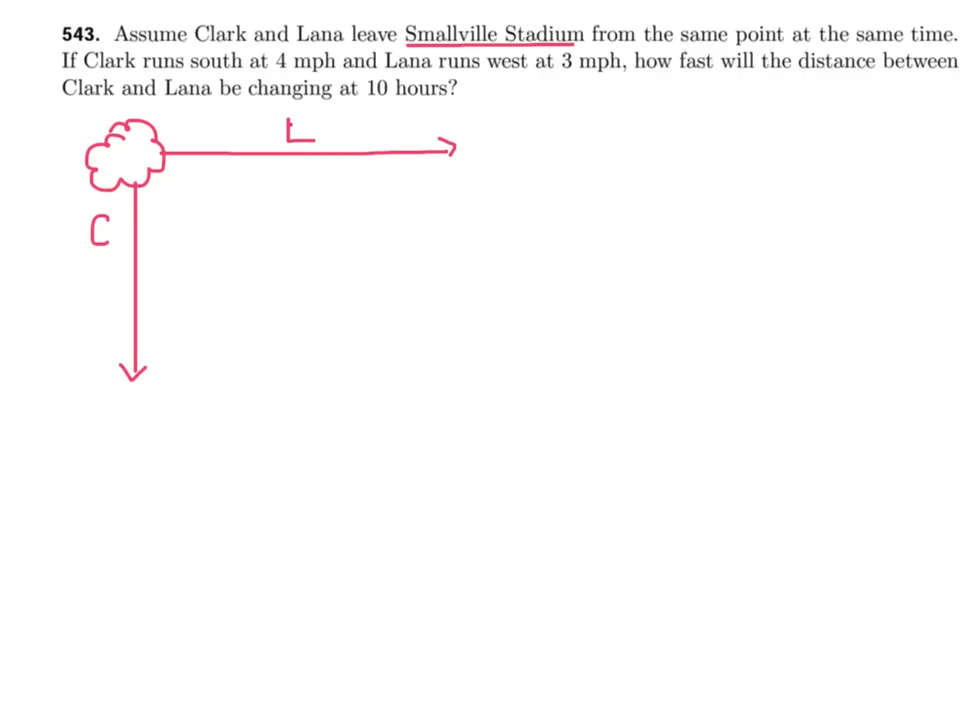 543. Assume Clark and Lana leave Smallville Stadium from the same point at the same time.
If Clark runs south at 4 mph and Lana runs west at 3 mph, how fast will the distance between
Clark and Lana be changing at 10 hours?
L
C